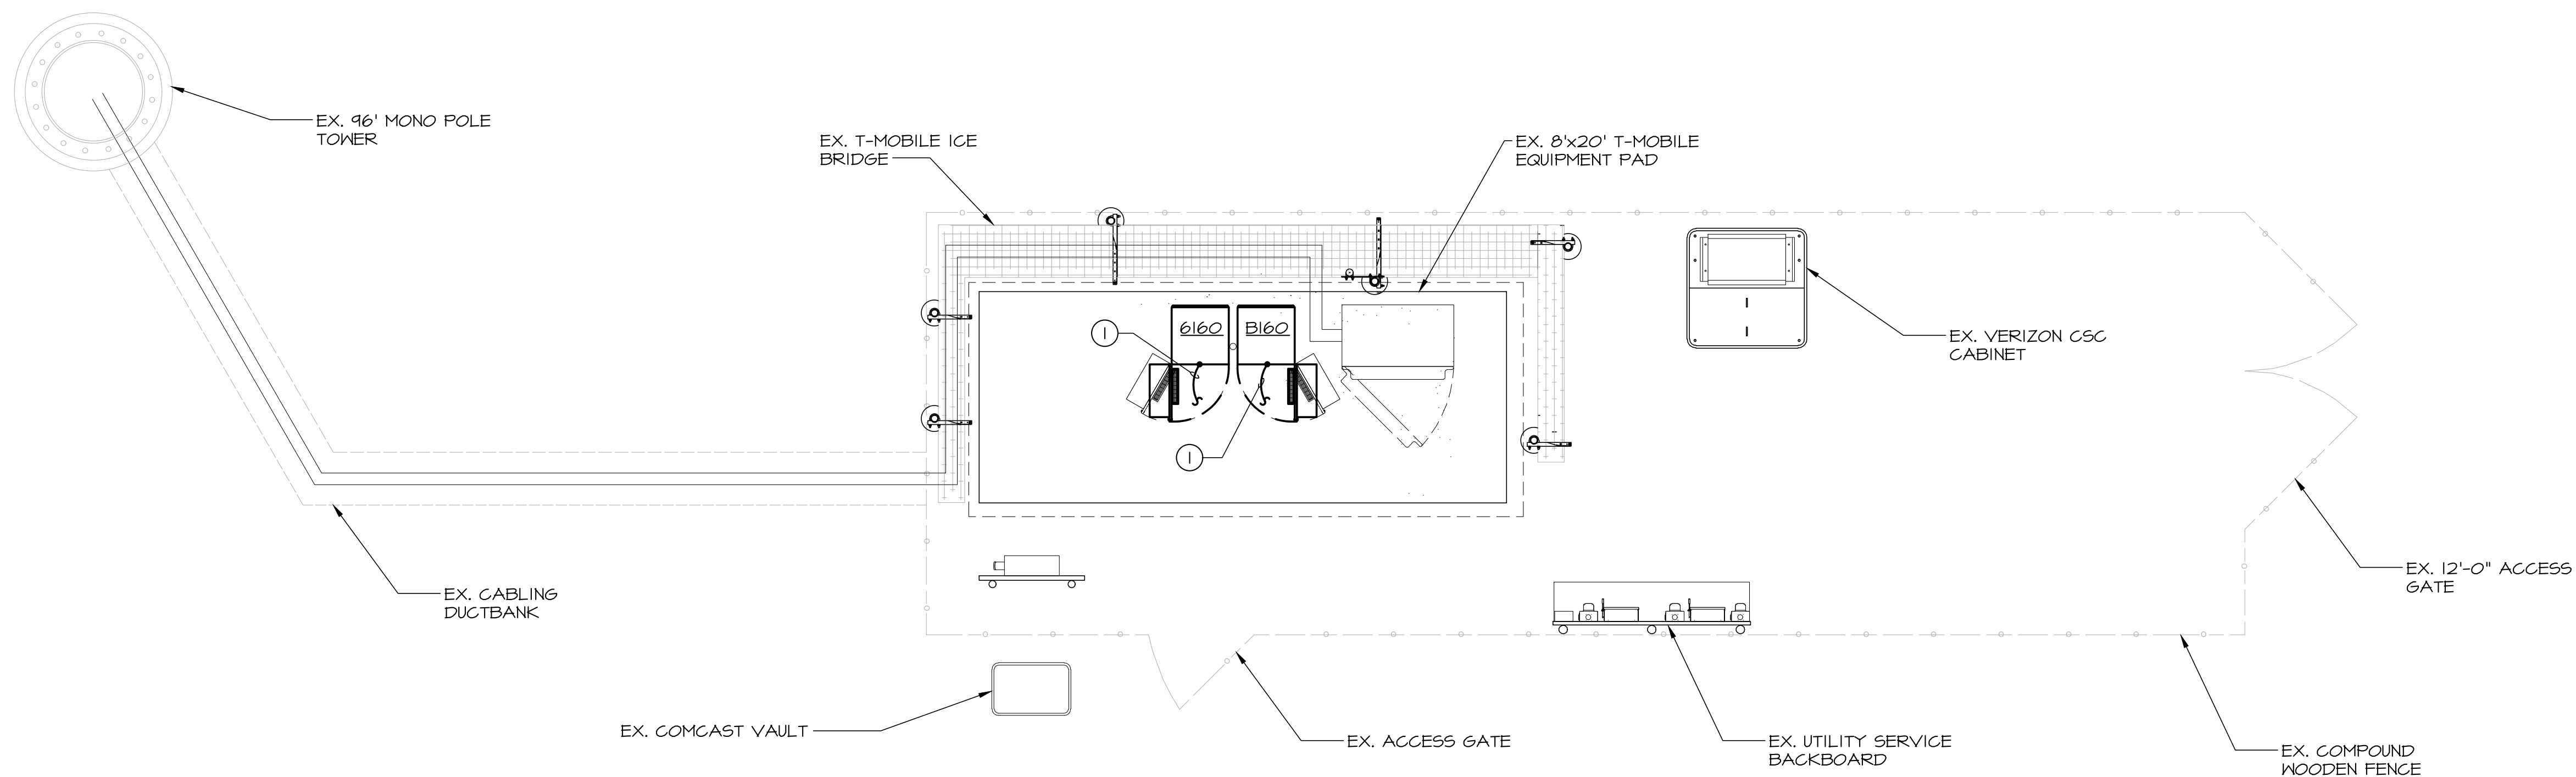 EX. 96' MONO POLE
TOWER
EX. T-MOBILE ICE
BRIDGE
EX. 8'x20' T-MOBILE
EQUIPMENT PAD
6160
B160
1
1
EX. VERIZON CSC
CABINET
EX. CABLING
DUCTBANK
EX. 12'-0" ACCESS
GATE
EX. COMCAST VAULT
EX. ACCESS GATE
EX. UTILITY SERVICE
BACKBOARD
EX. COMPOUND
WOODEN FENCE